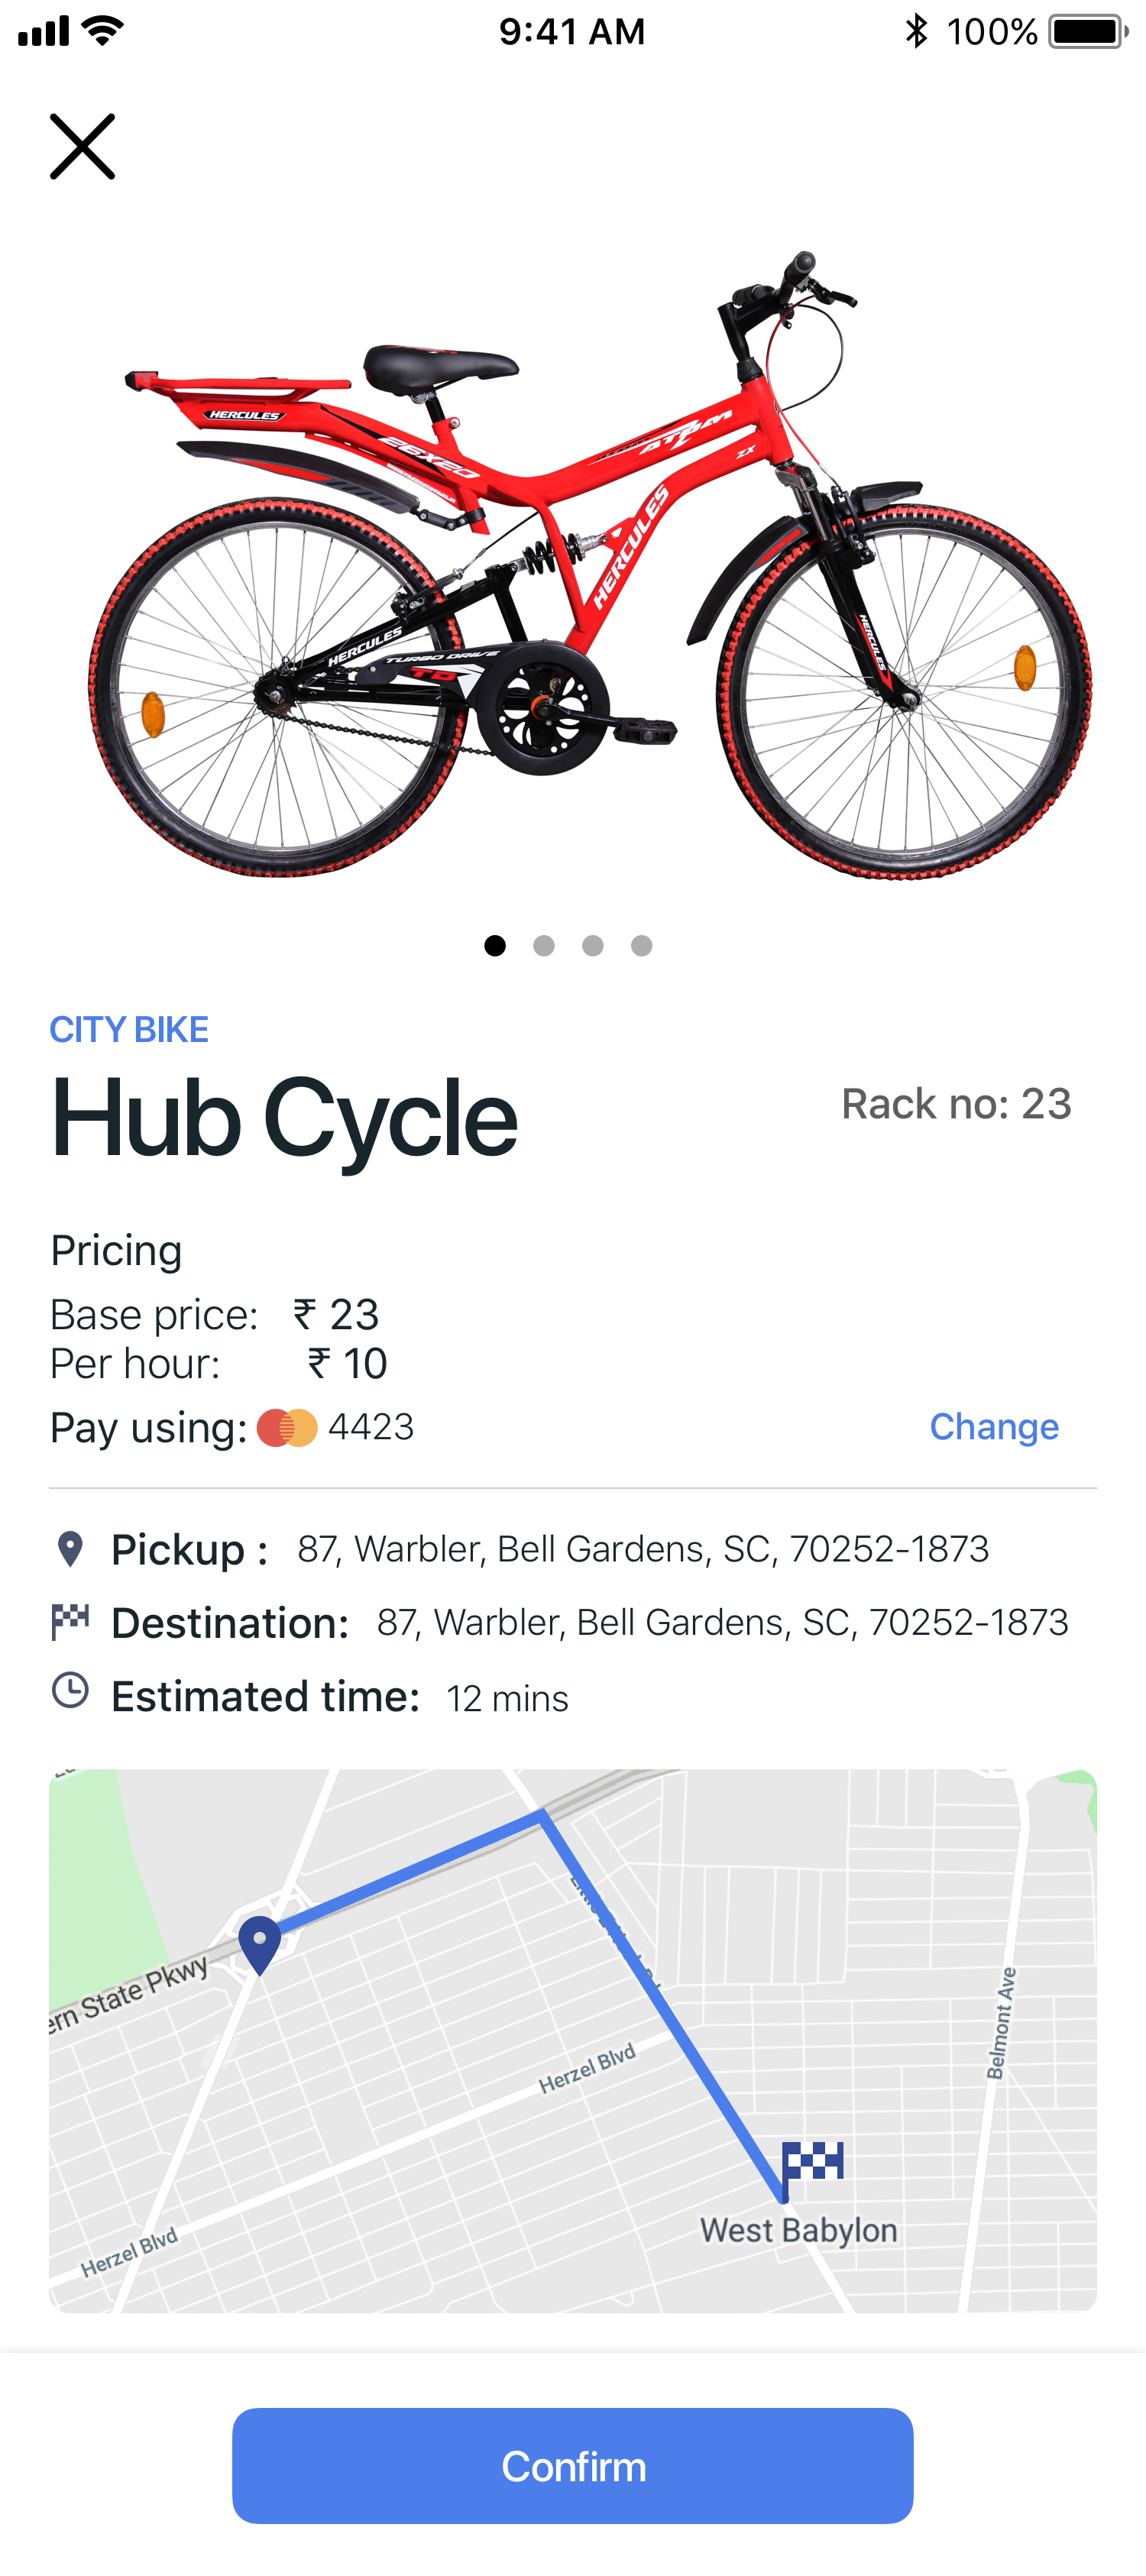 9:41 AM
100%
HERCULES
26X20
ATOM
ZX
HERCULES
HERCULES
HERCULES
TURBO DRIVE
TD
CITY BIKE
Hub Cycle
Rack no: 23
Pricing
Base price: ₹ 23
Per hour: ₹ 10
Pay using: 4423
Change
Pickup : 87, Warbler, Bell Gardens, SC, 70252-1873
Destination: 87, Warbler, Bell Gardens, SC, 70252-1873
Estimated time: 12 mins
ern State Pkwy
Herzel Blvd
Belmont Ave
West Babylon
Herzel Blvd
Confirm